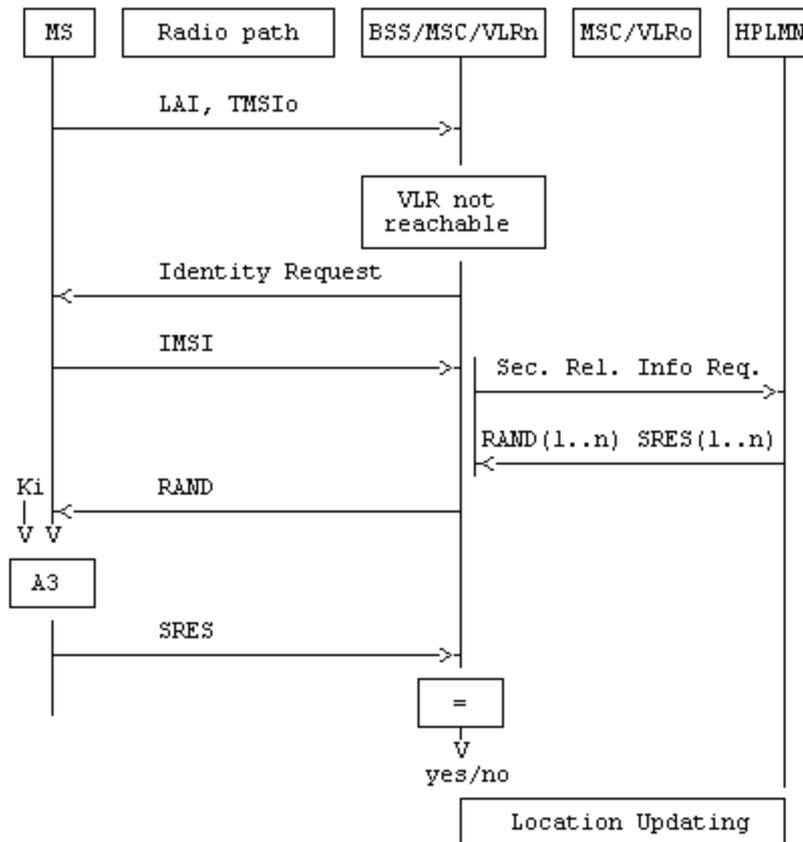 MS
Radio path
BSS/MSC/VLRn
MSC/VLRo
HPLMN
LAI, TMSIo
VLR not
reachable
Identity Request
IMSI
Sec. Rel. Info Req.
RAND(1..n) SRES(1..n)
Ki
RAND
V V
A3
SRES
=
V
yes/no
Location Updating